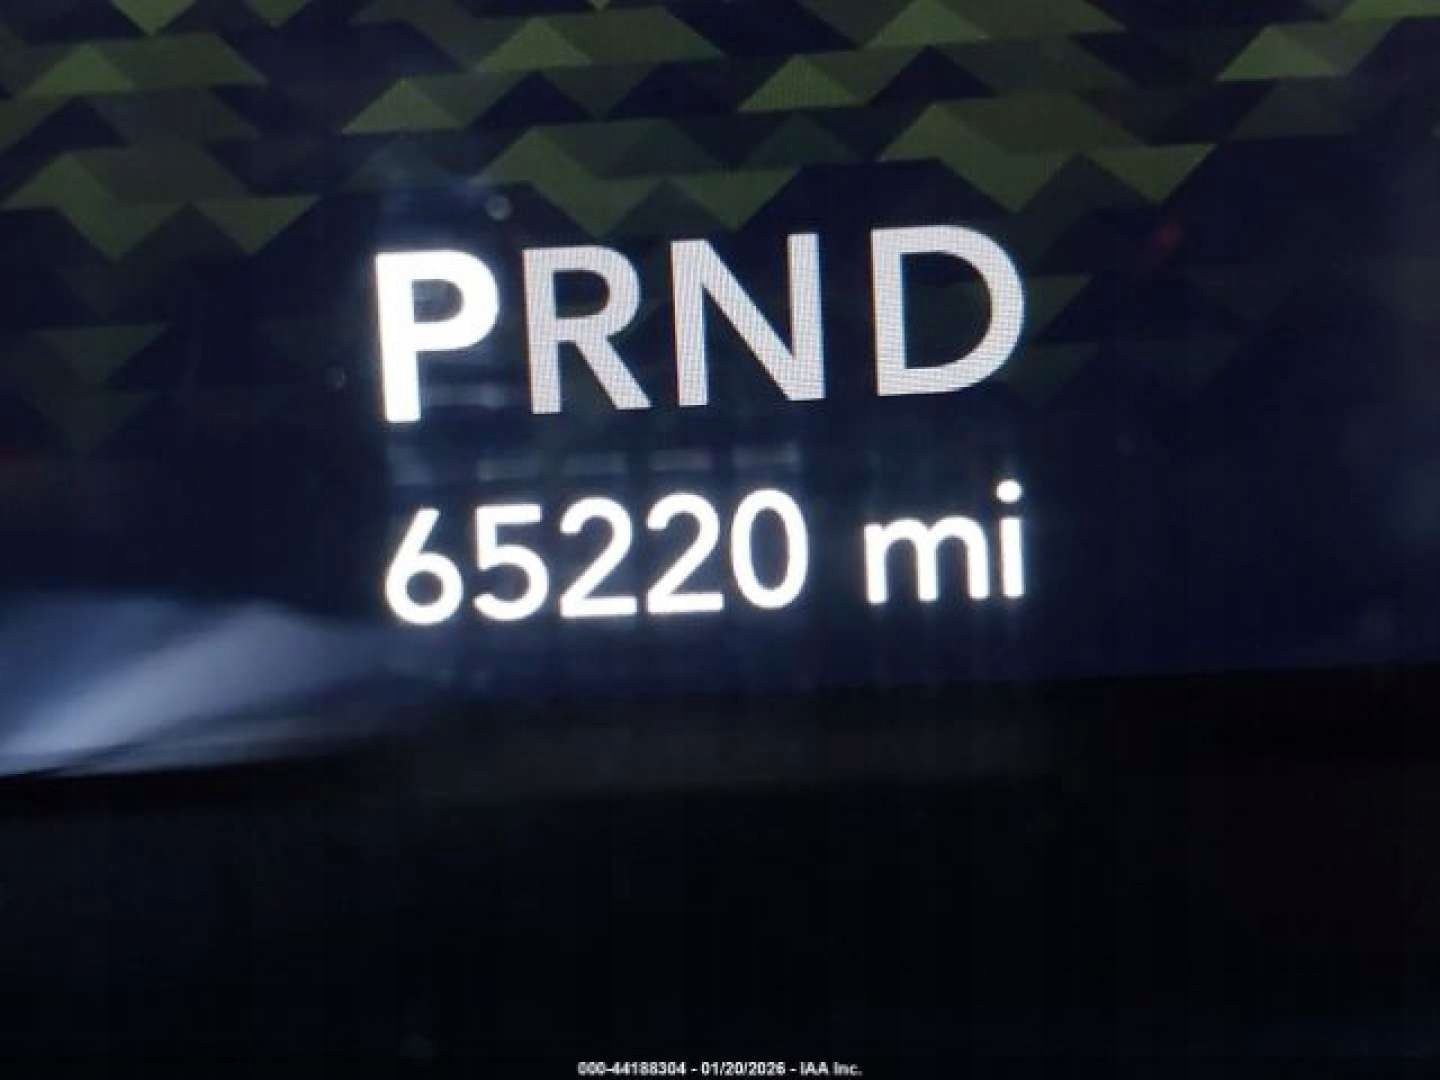 PRND
65220 mi
000-44188304 - 01/20/2026 - IAA Inc.